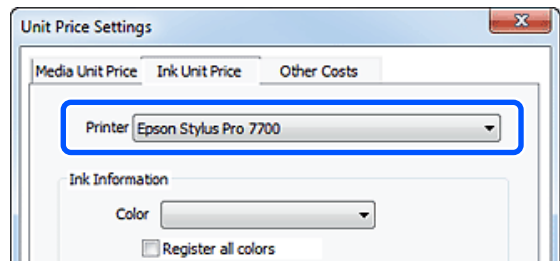 Unit Price Settings
Media Unit Price Ink Unit Price Other Costs
Printer Epson Stylus Pro 7700
Ink Information
Color
Register all colors